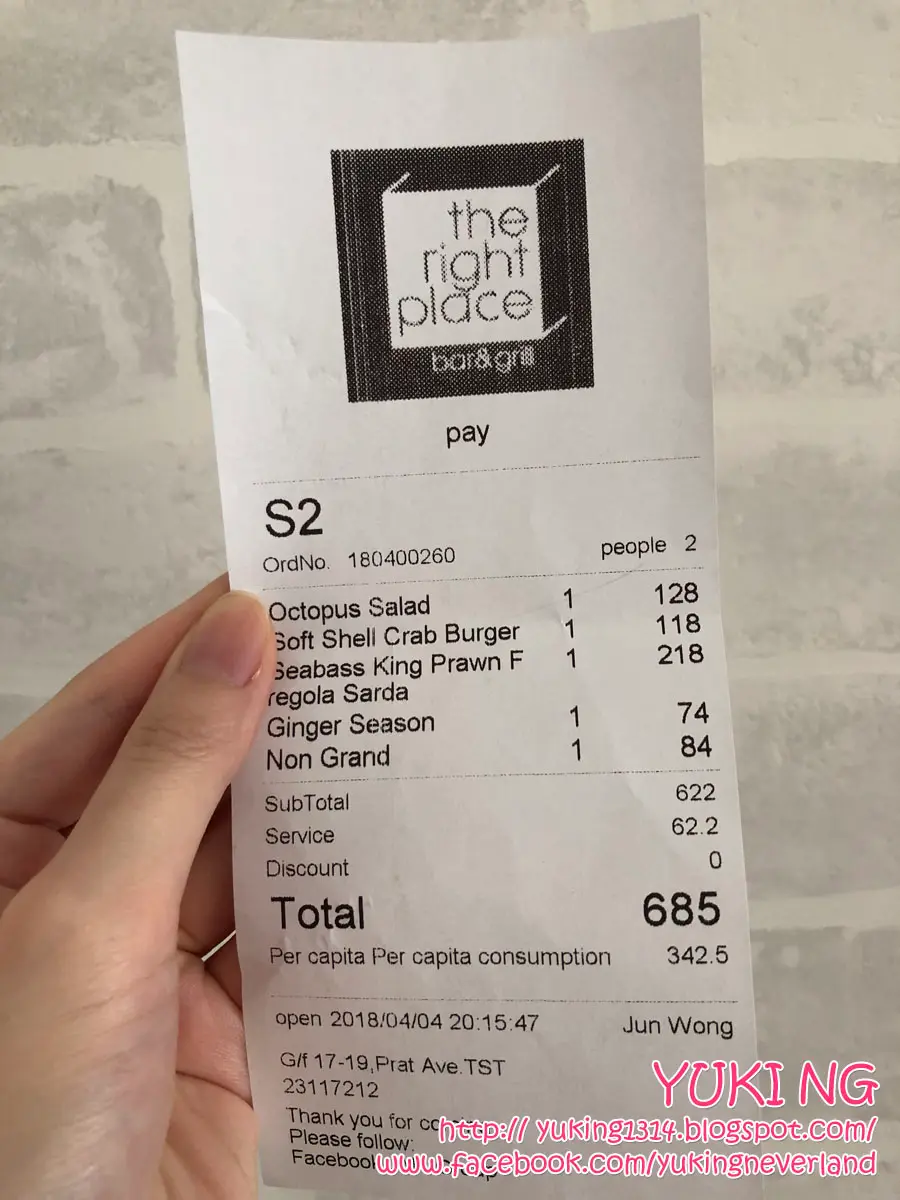 the
right
place
bar&grill
pay
S2
OrdNo. 180400260 people 2
Octopus Salad 1 128
Soft Shell Crab Burger 1 118
Seabass King Prawn F 1 218
regola Sarda
Ginger Season 1 74
Non Grand 1 84
SubTotal 622
Service 62.2
Discount 0
Total 685
Per capita Per capita consumption 342.5
open 2018/04/04 20:15:47 Jun Wong
G/f 17-19,Prat Ave.TST
23117212
Thank you for
Please follow:
Facebook
YUKI NG
http:// yuking1314.blogspot.com/
www.facebook.com/yukingneverland